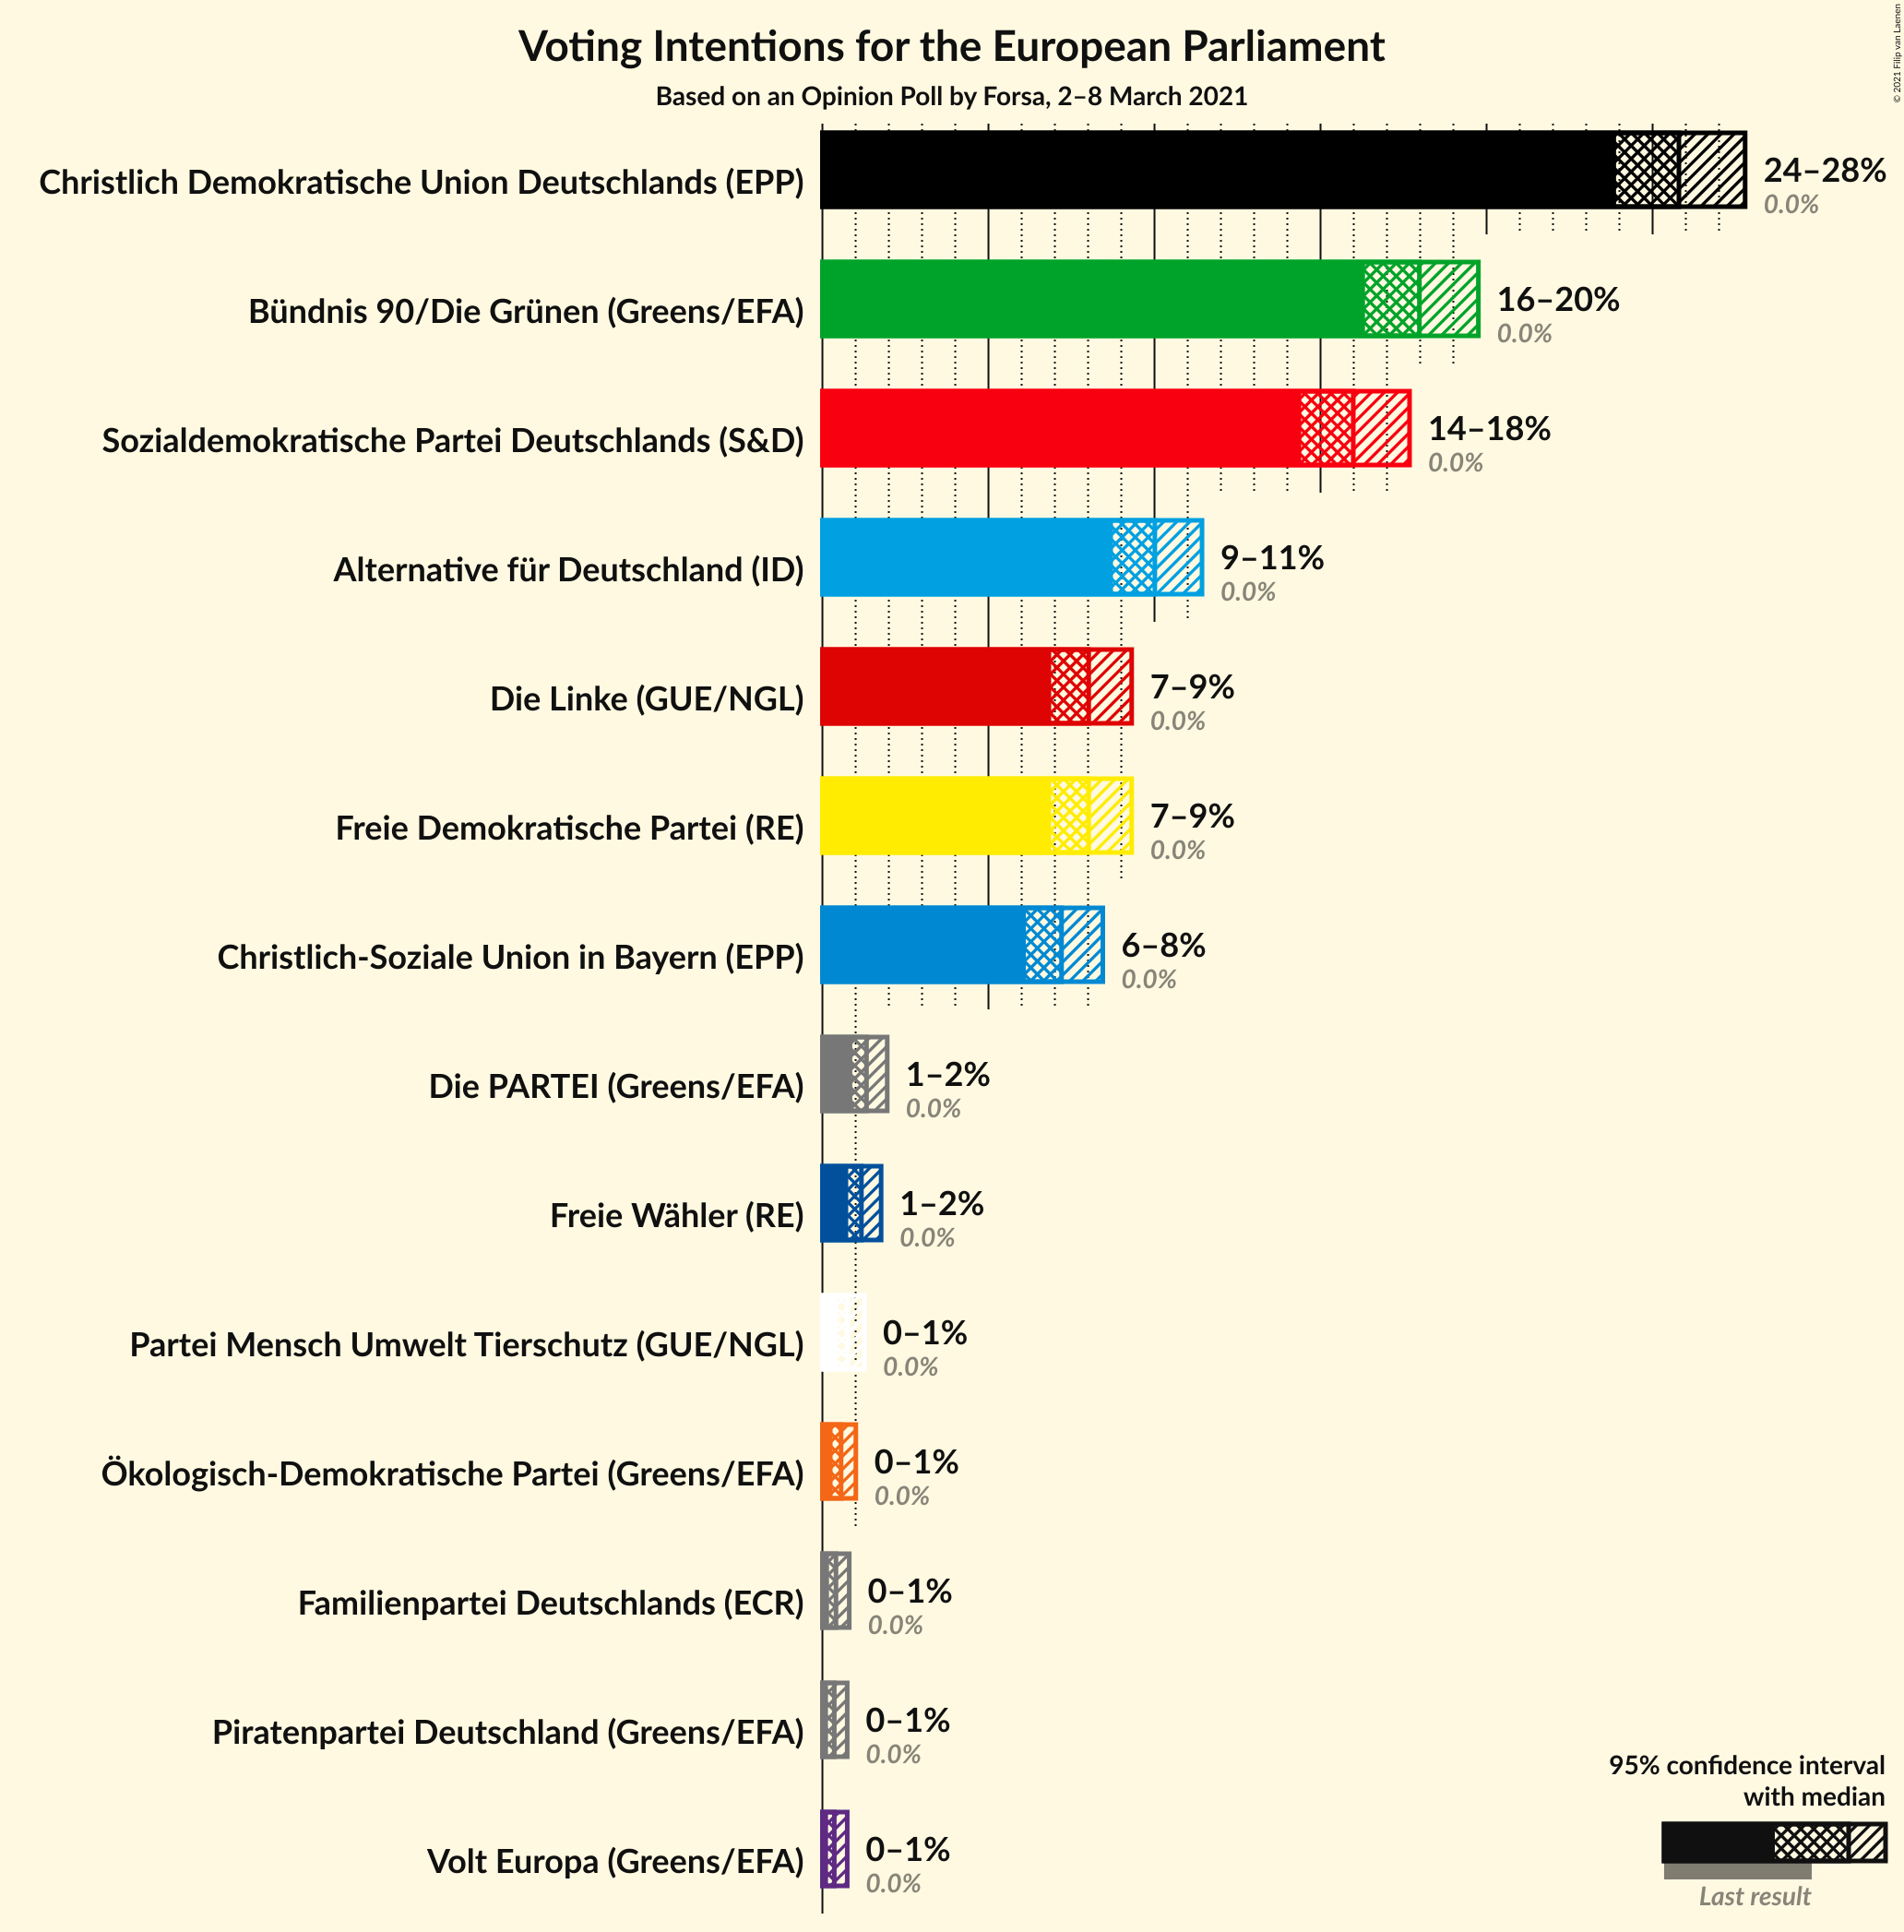 Voting Intentions for the European Parliament
Based on an Opinion Poll by Forsa, 2–8 March 2021
© 2021 Filip van Laenen
Christlich Demokratische Union Deutschlands (EPP)
24–28%
0.0%
Bündnis 90/Die Grünen (Greens/EFA)
16–20%
0.0%
Sozialdemokratische Partei Deutschlands (S&D)
14–18%
0.0%
Alternative für Deutschland (ID)
9–11%
0.0%
Die Linke (GUE/NGL)
7–9%
0.0%
Freie Demokratische Partei (RE)
7–9%
0.0%
Christlich-Soziale Union in Bayern (EPP)
6–8%
0.0%
Die PARTEI (Greens/EFA)
1–2%
0.0%
Freie Wähler (RE)
1–2%
0.0%
Partei Mensch Umwelt Tierschutz (GUE/NGL)
0–1%
0.0%
Ökologisch-Demokratische Partei (Greens/EFA)
0–1%
0.0%
Familienpartei Deutschlands (ECR)
0–1%
0.0%
Piratenpartei Deutschland (Greens/EFA)
0–1%
0.0%
Volt Europa (Greens/EFA)
0–1%
0.0%
95% confidence interval
with median
Last result